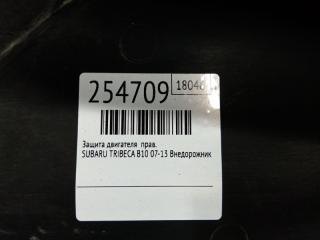 254709 18046
Защита двигателя прав.
SUBARU TRIBECA B10 07-13 Внедорожник